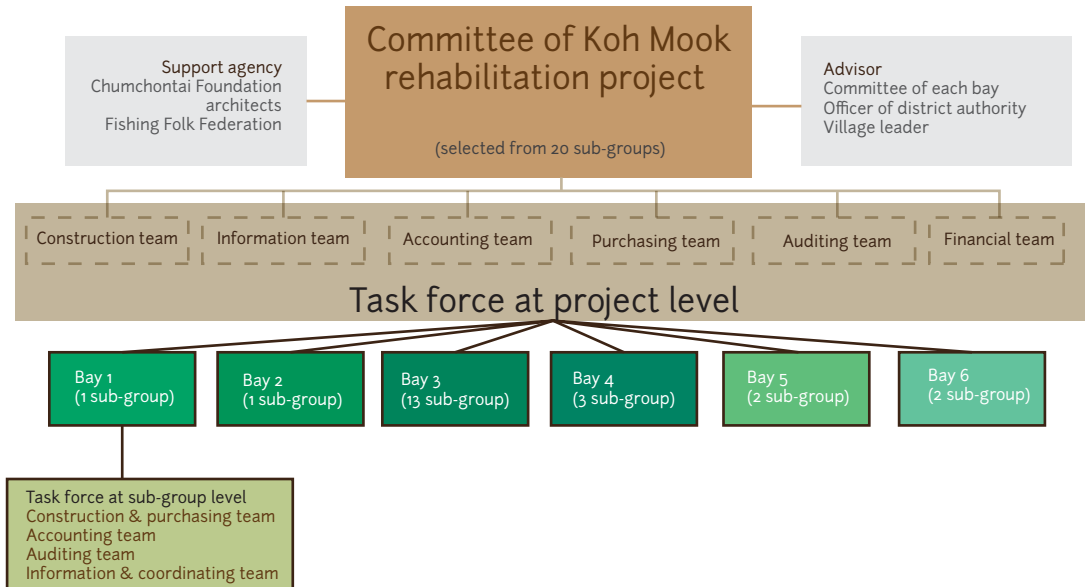 Committee of Koh Mook
rehabilitation project
(selected from 20 sub-groups)
Support agency
Chumchontai Foundation
architects
Fishing Folk Federation
Advisor
Committee of each bay
Officer of district authority
Village leader
Construction team
Information team
Accounting team
Purchasing team
Auditing team
Financial team
Task force at project level
Bay 1
(1 sub-group)
Bay 2
(1 sub-group)
Bay 3
(13 sub-group)
Bay 4
(3 sub-group)
Bay 5
(2 sub-group)
Bay 6
(2 sub-group)
Task force at sub-group level
Construction & purchasing team
Accounting team
Auditing team
Information & coordinating team